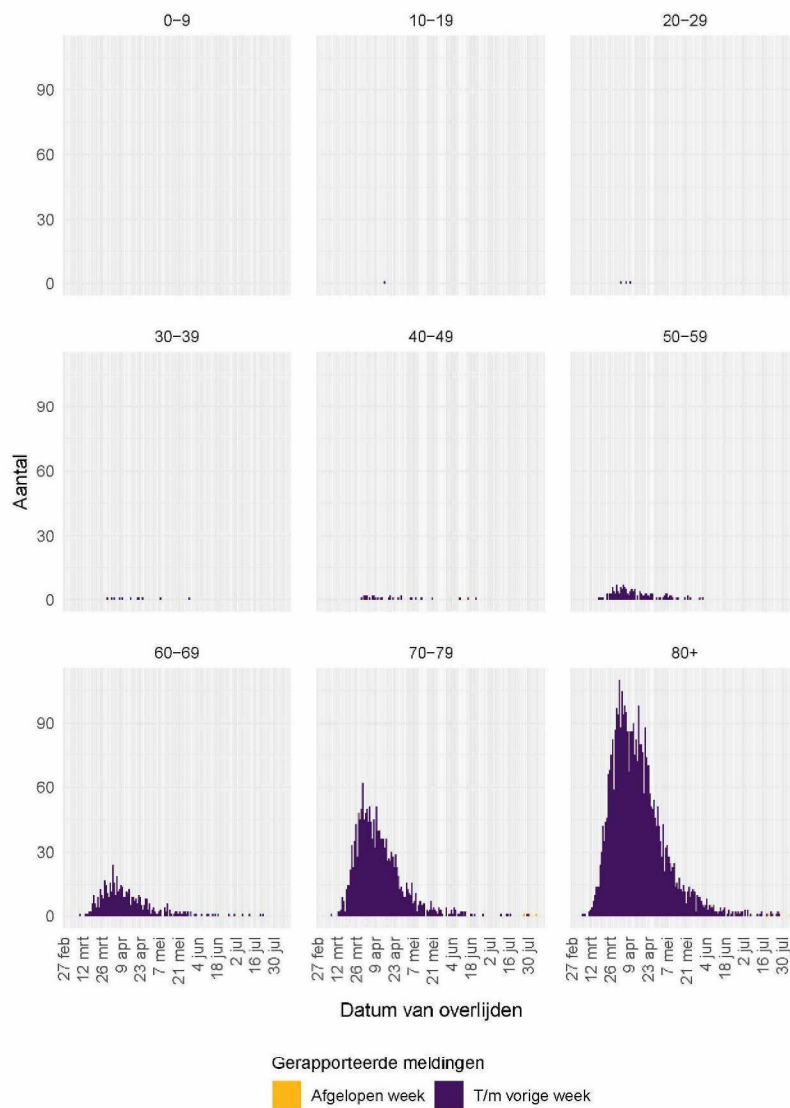 0−9 10−19 20−29
90
60
30
0
30−39 40−49 50−59
90
60
30
0
Aantal
60−69 70−79 80+
90
60
30
0
27 feb 12 mrt 26 mrt 9 apr 23 apr 7 mei 21 mei 4 jun 18 jun 2 jul 16 jul 30 jul 27 feb 12 mrt 26 mrt 9 apr 23 apr 7 mei 21 mei 4 jun 18 jun 2 jul 16 jul 30 jul 27 feb 12 mrt 26 mrt 9 apr 23 apr 7 mei 21 mei 4 jun 18 jun 2 jul 16 jul 30 jul
Datum van overlijden
Gerapporteerde meldingen
Afgelopen week T/m vorige week